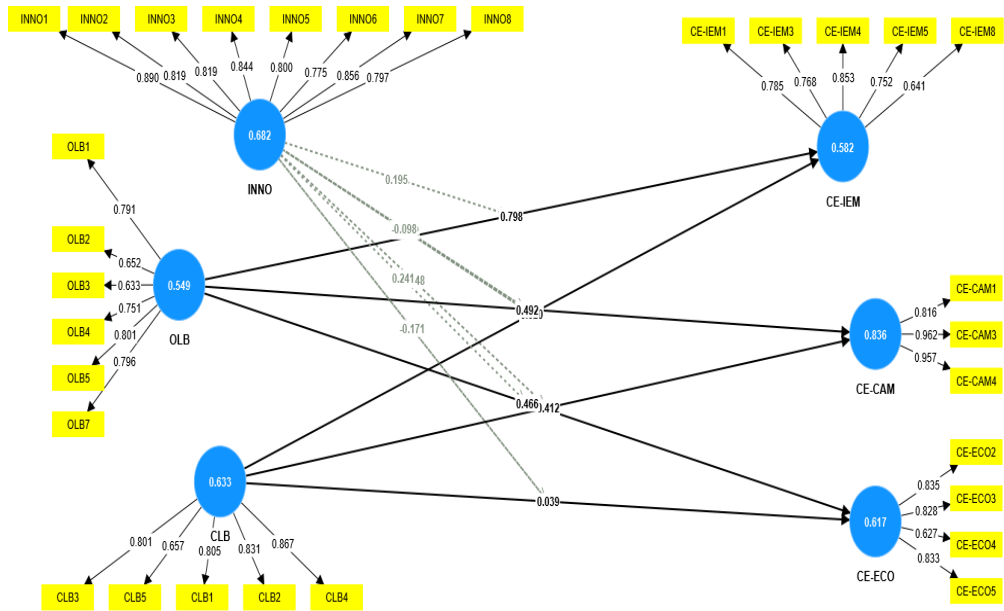 INNO1 INNO2 INNO3 INNO4 INNO5 INNO6 INNO7 INNO8
0.890 0.819 0.819 0.844 0.800 0.775 0.856 0.797
0.682
INNO
CE-IEM1 CE-IEM3 CE-IEM4 CE-IEM5 CE-IEM8
0.785 0.768 0.853 0.752 0.641
0.582
CE-IEM
OLB1
0.791
OLB2
0.652
OLB3
0.633
OLB4
0.751
OLB5
0.801
OLB7
0.796
0.549
OLB
0.195
0.798
-0.098
0.241
-0.171
0.492
0.466
0.412
0.039
CE-CAM1
0.816
CE-CAM3
0.962
CE-CAM4
0.957
0.836
CE-CAM
CE-ECO2
0.835
CE-ECO3
0.828
CE-ECO4
0.627
CE-ECO5
0.833
0.617
CE-ECO
0.633
CLB
0.801 0.657 0.805 0.831 0.867
CLB3 CLB5 CLB1 CLB2 CLB4